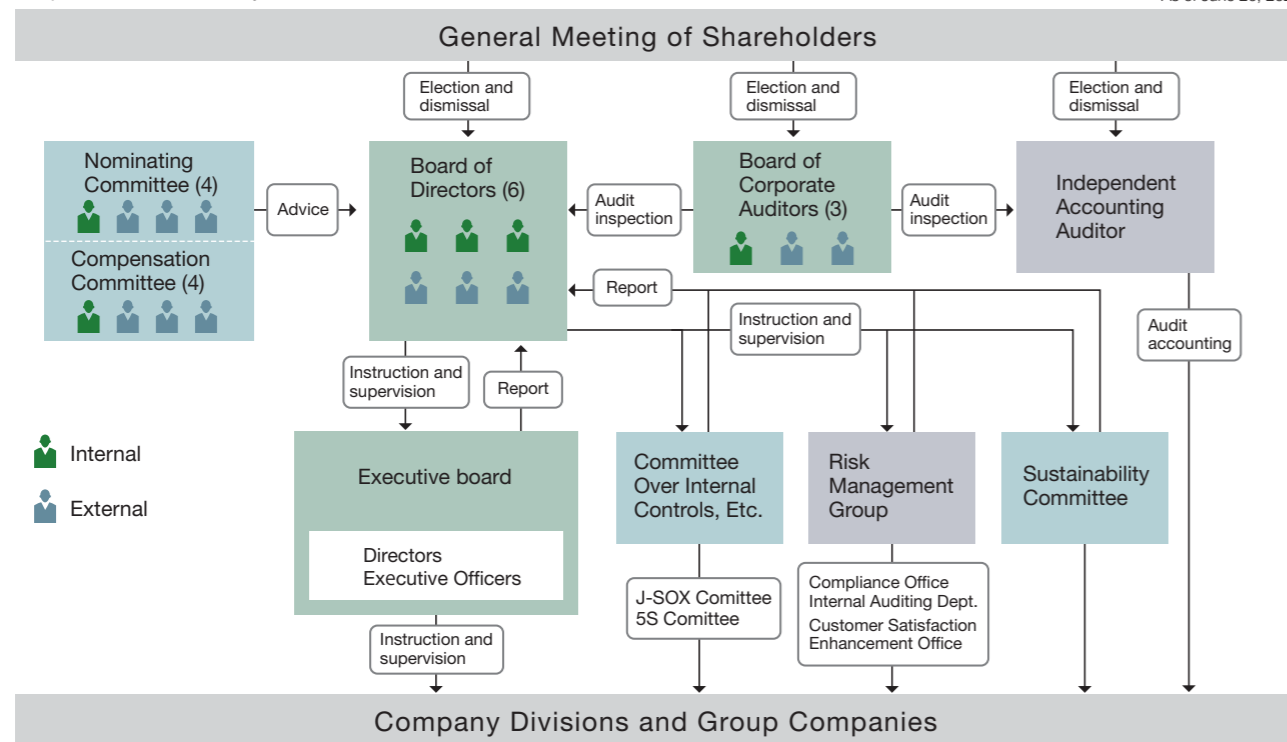 General Meeting of Shareholders
Election and
dismissal
Election and
dismissal
Election and
dismissal
Nominating
Committee (4)
Compensation
Committee (4)
Advice
Board of
Directors (6)
Audit
inspection
Board of
Corporate
Auditors (3)
Audit
inspection
Independent
Accounting
Auditor
Report
Instruction and
supervision
Audit
accounting
Instruction and
supervision
Report
Internal
External
Executive board
Directors
Executive Officers
Committee
Over Internal
Controls, Etc.
Risk
Management
Group
Sustainability
Committee
J-SOX Comittee
5S Comittee
Compliance Office
Internal Auditing Dept.
Customer Satisfaction
Enhancement Office
Instruction and
supervision
Company Divisions and Group Companies